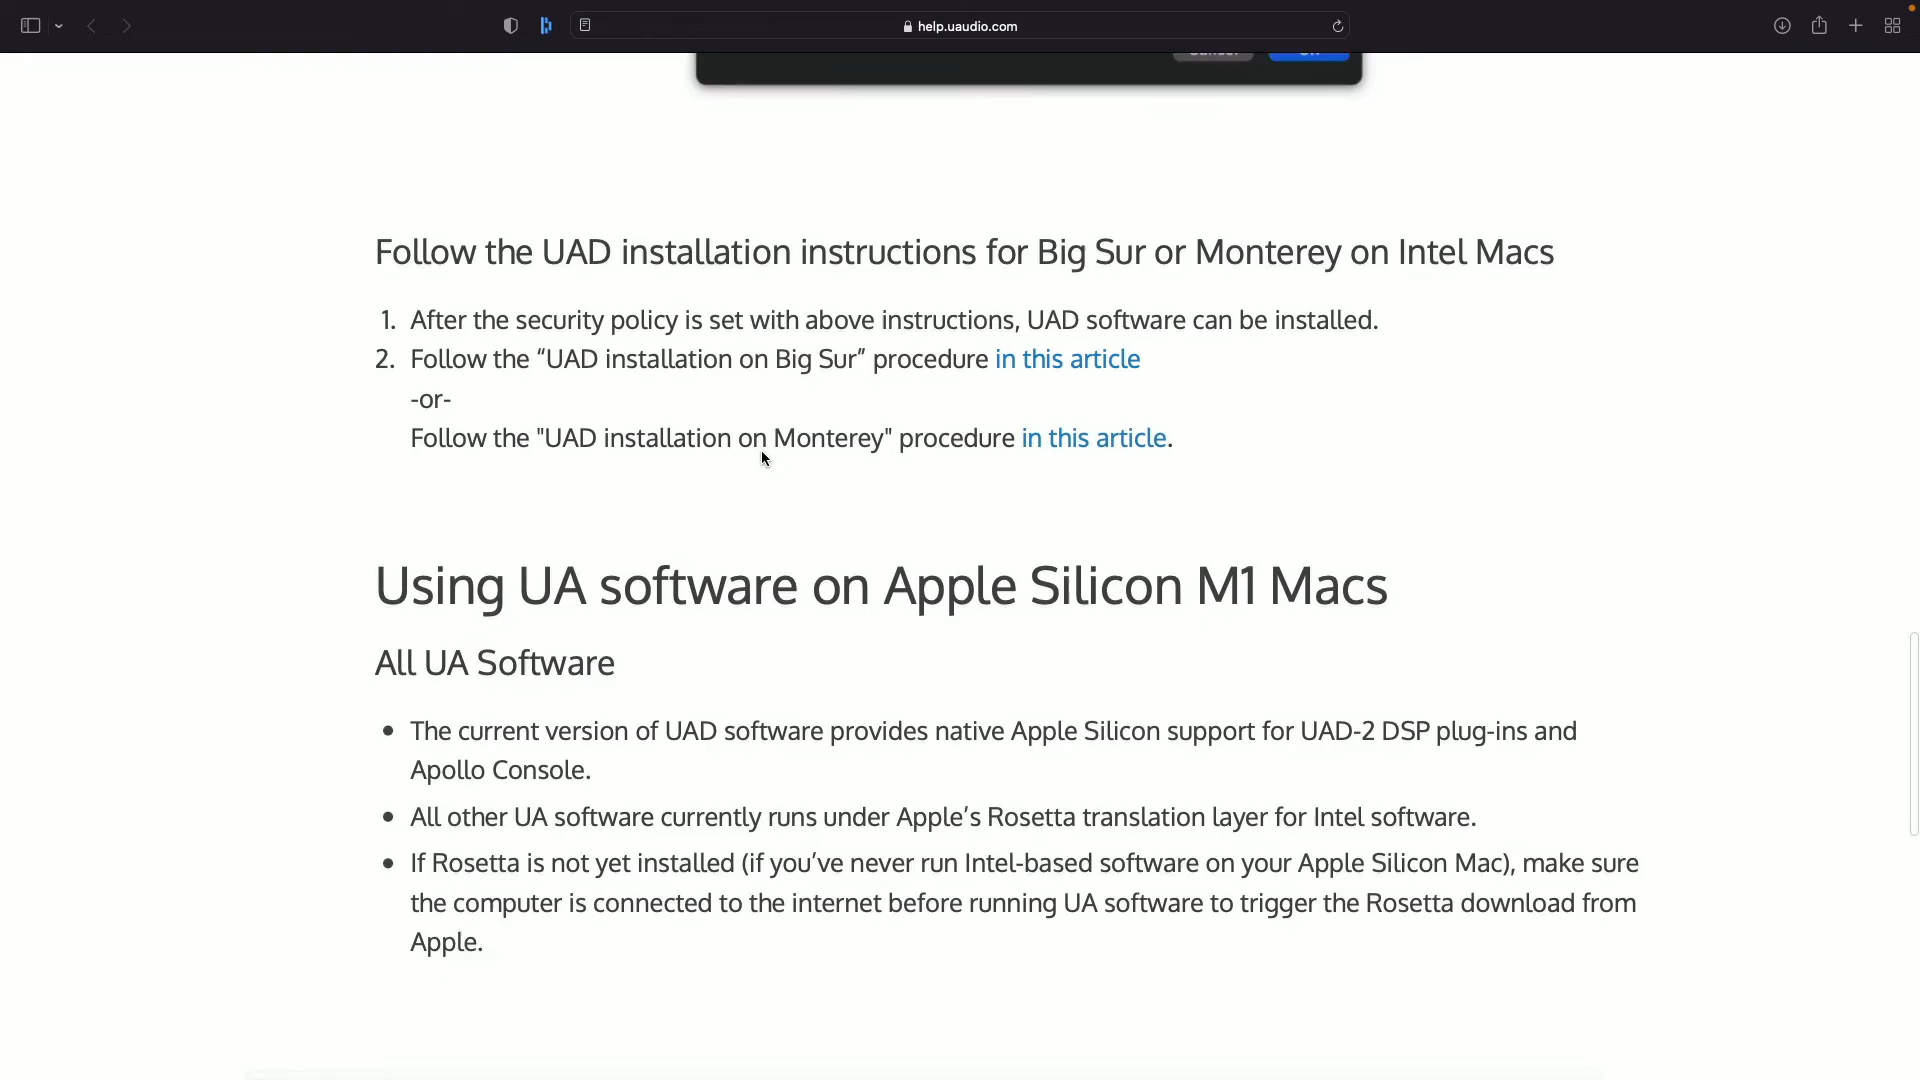 help.uaudio.com
Follow the UAD installation instructions for Big Sur or Monterey on Intel Macs
1. After the security policy is set with above instructions, UAD software can be installed.
2. Follow the “UAD installation on Big Sur” procedure in this article
-or-
Follow the "UAD installation on Monterey" procedure in this article.
Using UA software on Apple Silicon M1 Macs
All UA Software
• The current version of UAD software provides native Apple Silicon support for UAD-2 DSP plug-ins and
Apollo Console.
• All other UA software currently runs under Apple’s Rosetta translation layer for Intel software.
• If Rosetta is not yet installed (if you’ve never run Intel-based software on your Apple Silicon Mac), make sure
the computer is connected to the internet before running UA software to trigger the Rosetta download from
Apple.